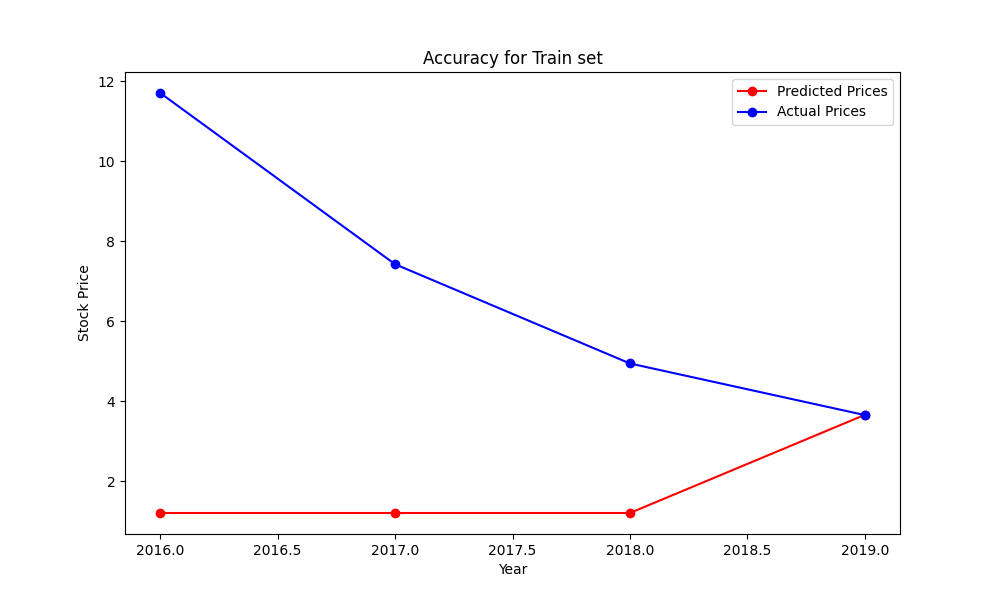 Accuracy for Train set
Predicted Prices
Actual Prices
12
10
8
6
4
2
Stock Price
2016.0 2016.5 2017.0 2017.5 2018.0 2018.5 2019.0
Year